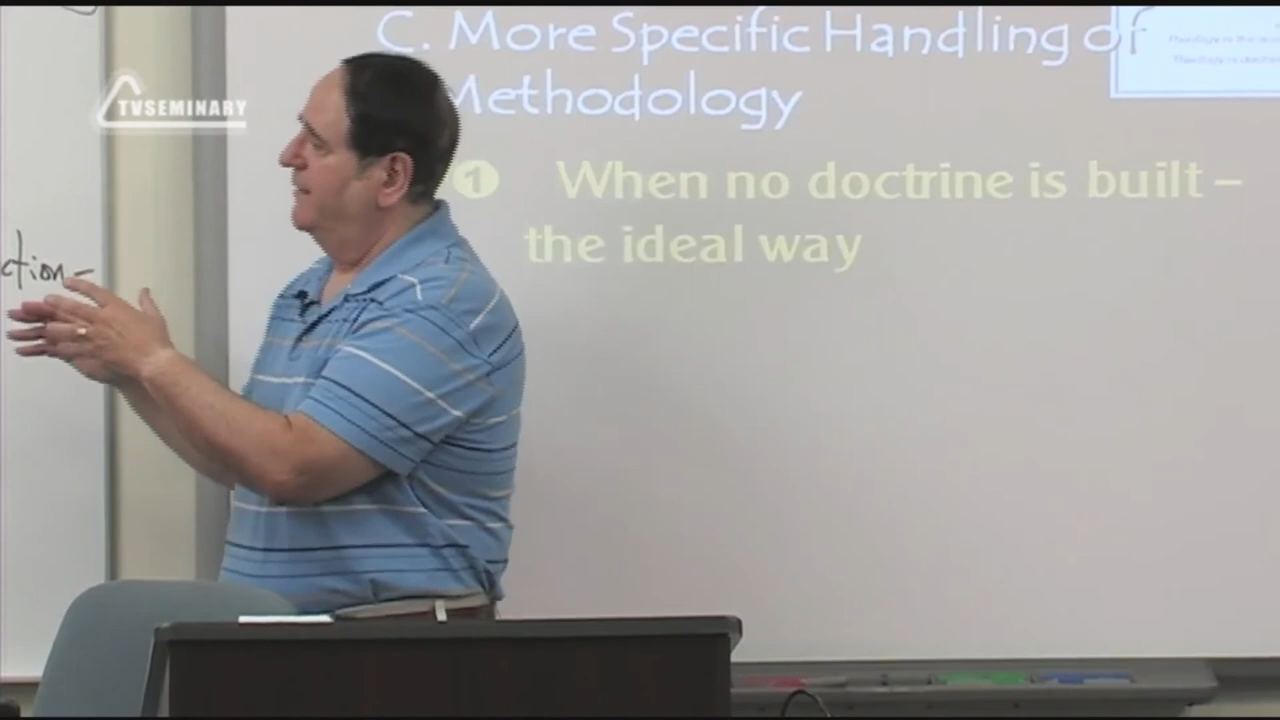 C. More Specific Handling of
Methodology
TVSEMINARY
1 When no doctrine is built –
the ideal way
ction-